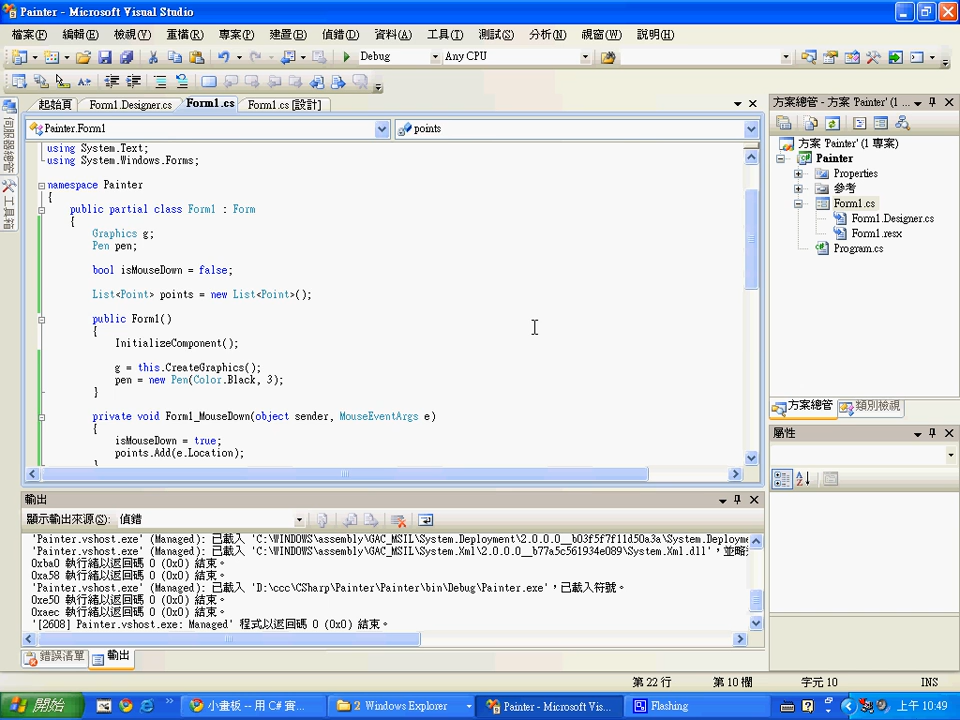 Painter - Microsoft Visual Studio
檔案(F) 編輯(E) 檢視(V) 重構(R) 專案(P) 建置(B) 偵錯(D) 資料(A) 工具(T) 測試(S) 分析(N) 視窗(W) 說明(H)
Debug Any CPU
起始頁 Form1.Designer.cs Form1.cs Form1.cs [設計]
Painter.Form1 points
伺服器總管
工具箱
using System.Text;
using System.Windows.Forms;
namespace Painter
{
public partial class Form1 : Form
{
Graphics g;
Pen pen;
bool isMouseDown = false;
List<Point> points = new List<Point>();
public Form1()
{
InitializeComponent();
g = this.CreateGraphics();
pen = new Pen(Color.Black, 3);
}
private void Form1_MouseDown(object sender, MouseEventArgs e)
{
isMouseDown = true;
points.Add(e.Location);
}
方案總管 - 方案 'Painter' (1 ...
方案 'Painter' (1 專案)
Painter
Properties
參考
Form1.cs
Form1.Designer.cs
Form1.resx
Program.cs
方案總管 類別檢視
屬性
輸出
顯示輸出來源(S): 偵錯
'Painter.vshost.exe' (Managed): 已載入 'C:\WINDOWS\assembly\GAC_MSIL\System.Deployment\2.0.0.0__b03f5f7f11d50a3a\System.Deployme
'Painter.vshost.exe' (Managed): 已載入 'C:\WINDOWS\assembly\GAC_MSIL\System.Xml\2.0.0.0__b77a5c561934e089\System.Xml.dll'，並略
0xba0 執行緒以返回碼 0 (0x0) 結束。
0xa58 執行緒以返回碼 0 (0x0) 結束。
'Painter.vshost.exe' (Managed): 已載入 'D:\ccc\CSharp\Painter\Painter\bin\Debug\Painter.exe'，已載入符號。
0xe50 執行緒以返回碼 0 (0x0) 結束。
0xaec 執行緒以返回碼 0 (0x0) 結束。
'[2608] Painter.vshost.exe: Managed' 程式以返回碼 0 (0x0) 結束。
錯誤清單 輸出
第 22 行 第 10 欄 字元 10 INS
開始 小畫板 -- 用 C# 實... 2 Windows Explorer Painter - Microsoft Vis... Flashing 上午 10:49